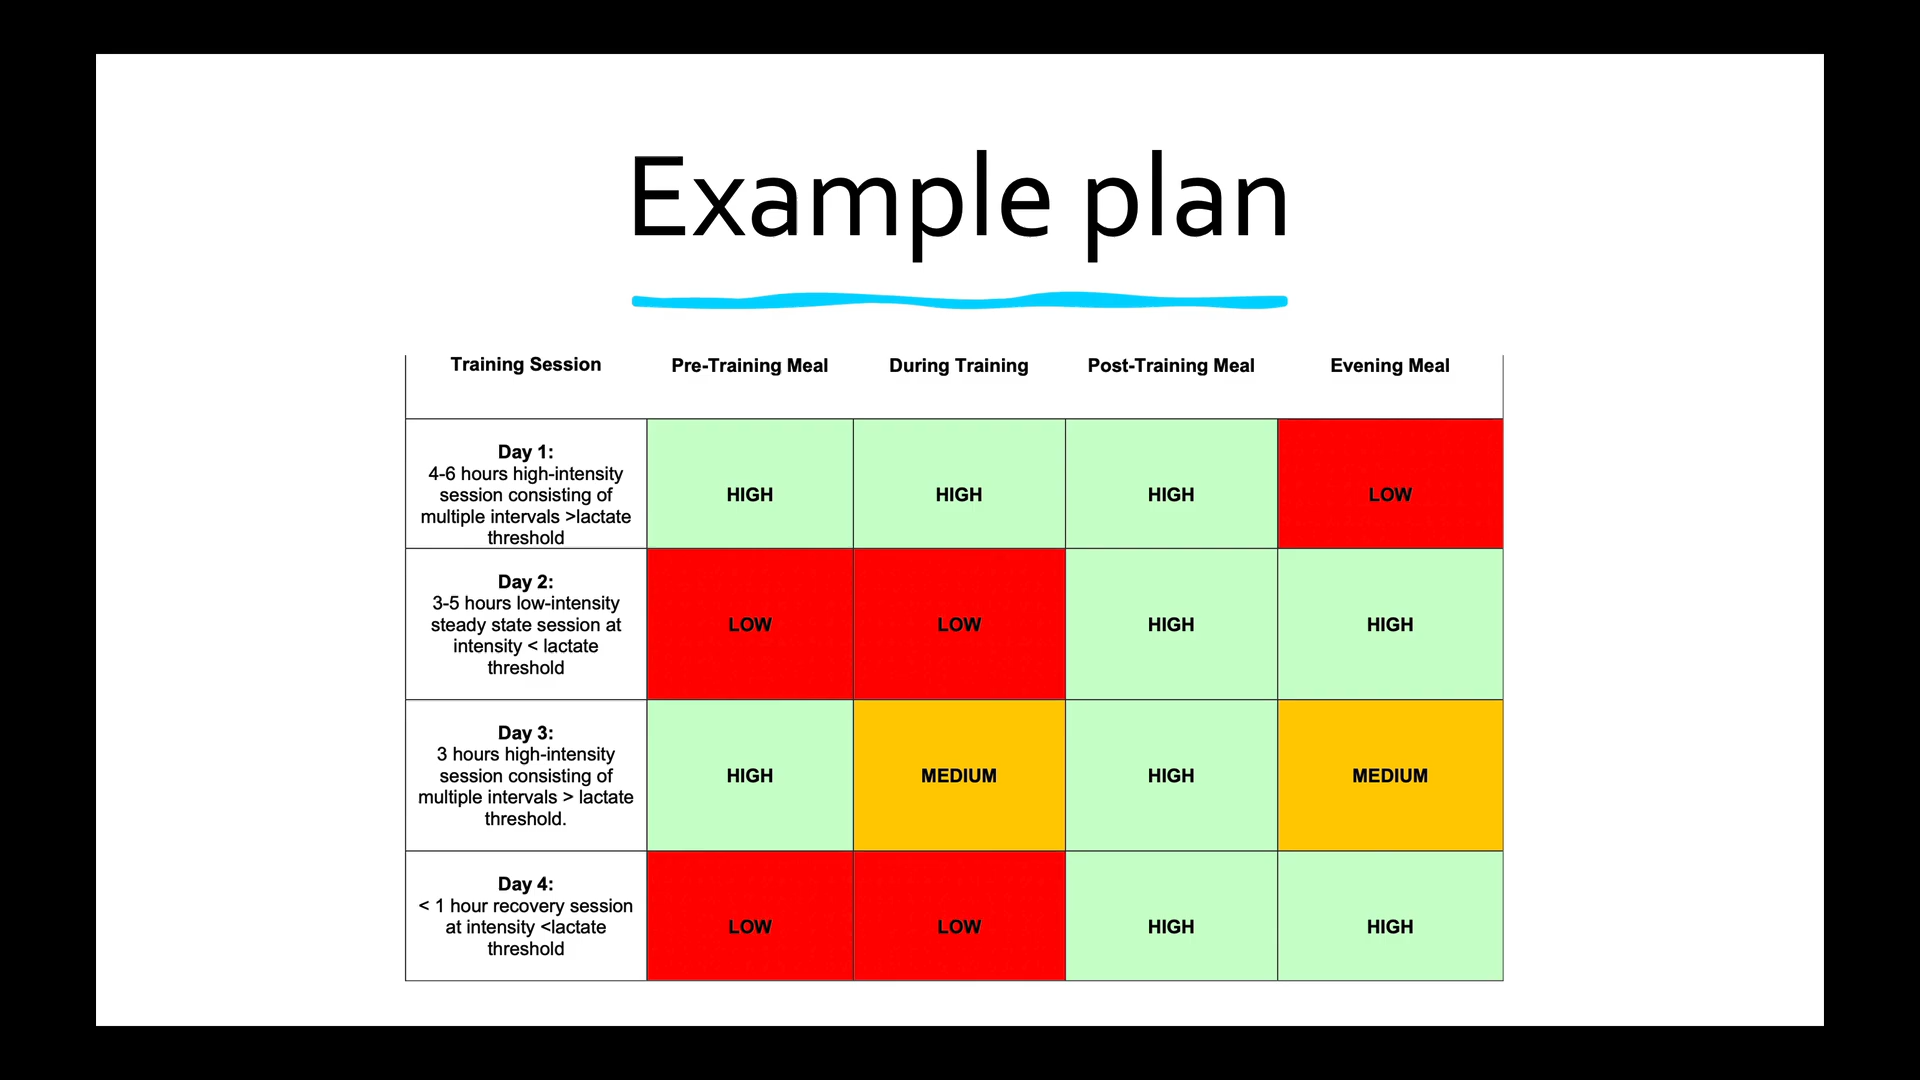 Example plan
Training Session
Pre-Training Meal
During Training
Post-Training Meal
Evening Meal
Day 1:
4-6 hours high-intensity
session consisting of
multiple intervals >lactate
threshold
HIGH
HIGH
HIGH
LOW
Day 2:
3-5 hours low-intensity
steady state session at
intensity < lactate
threshold
LOW
LOW
HIGH
HIGH
Day 3:
3 hours high-intensity
session consisting of
multiple intervals > lactate
threshold.
HIGH
MEDIUM
HIGH
MEDIUM
Day 4:
< 1 hour recovery session
at intensity <lactate
threshold
LOW
LOW
HIGH
HIGH